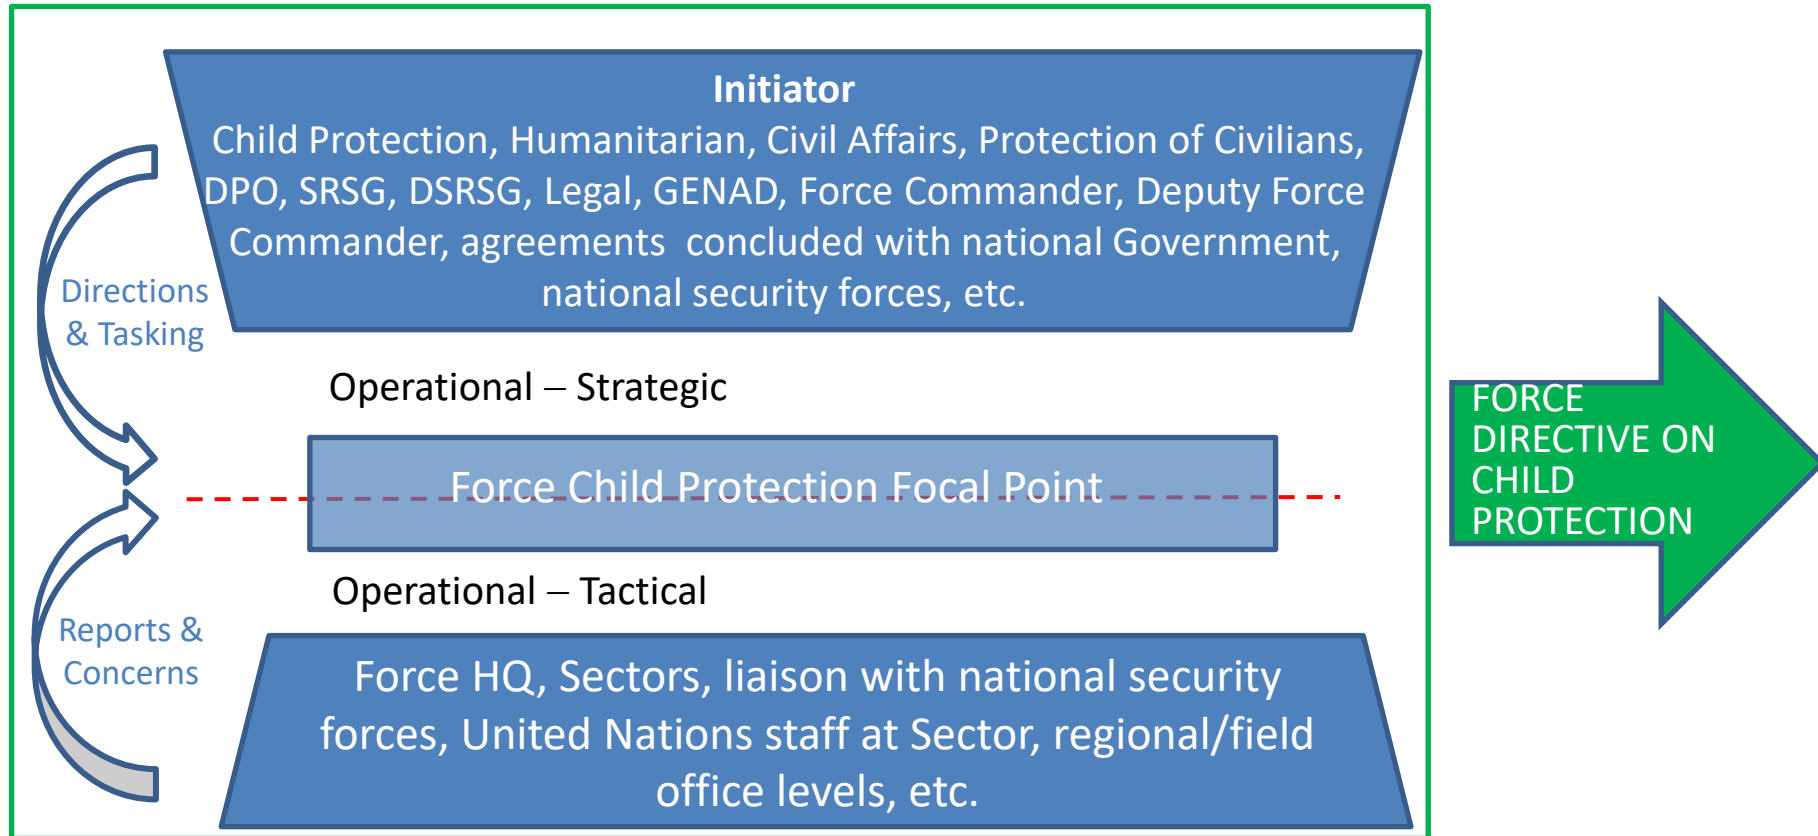 Initiator
Child Protection, Humanitarian, Civil Affairs, Protection of Civilians,
DPO, SRSG, DSRSG, Legal, GENAD, Force Commander, Deputy Force
Commander, agreements  concluded with national Government,
national security forces, etc.
Directions
& Tasking
Operational – Strategic
Force Child Protection Focal Point
Operational – Tactical
Reports &
Concerns
Force HQ, Sectors, liaison with national security
forces, United Nations staff at Sector, regional/field
office levels, etc.
FORCE
DIRECTIVE ON
CHILD
PROTECTION